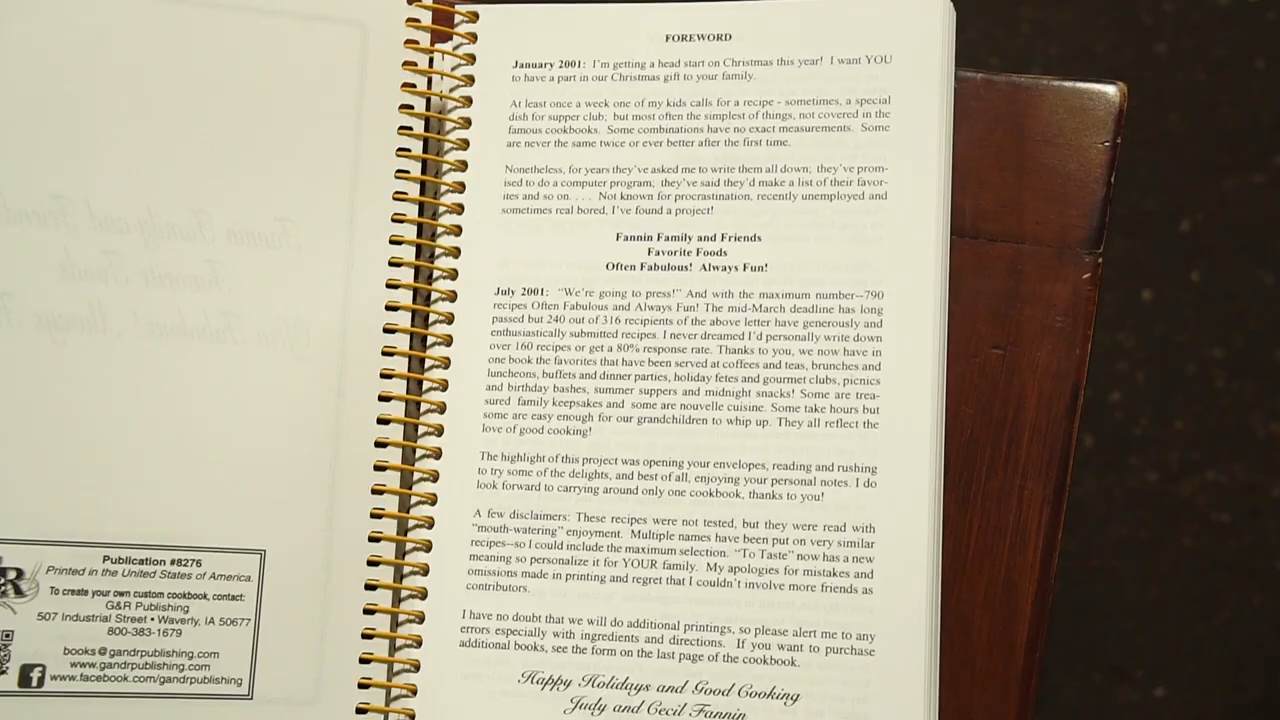 FOREWORD
January 2001: I'm getting a head start on Christmas this year! I want YOU
to have a part in our Christmas gift to your family.
At least once a week one of my kids calls for a recipe - sometimes, a special
dish for supper club; but most often the simplest of things, not covered in the
famous cookbooks. Some combinations have no exact measurements. Some
are never the same twice or ever better after the first time.
Nonetheless, for years they've asked me to write them all down; they've prom-
ised to do a computer program; they've said they'd make a list of their favor-
ites and so on. . . . Not known for procrastination, recently unemployed and
sometimes real bored, I've found a project!
Fannin Family and Friends
Favorite Foods
Often Fabulous! Always Fun!
July 2001: "We're going to press!" And with the maximum number--790
recipes Often Fabulous and Always Fun! The mid-March deadline has long
passed but 240 out of 316 recipients of the above letter have generously and
enthusiastically submitted recipes. I never dreamed I'd personally write down
over 160 recipes or get a 80% response rate. Thanks to you, we now have in
one book the favorites that have been served at coffees and teas, brunches and
luncheons, buffets and dinner parties, holiday fetes and gourmet clubs, picnics
and birthday bashes, summer suppers and midnight snacks! Some are trea-
sured family keepsakes and some are nouvelle cuisine. Some take hours but
some are easy enough for our grandchildren to whip up. They all reflect the
love of good cooking!
The highlight of this project was opening your envelopes, reading and rushing
to try some of the delights, and best of all, enjoying your personal notes. I do
look forward to carrying around only one cookbook, thanks to you!
A few disclaimers: These recipes were not tested, but they were read with
"mouth-watering" enjoyment. Multiple names have been put on very similar
recipes--so I could include the maximum selection. "To Taste" now has a new
meaning so personalize it for YOUR family. My apologies for mistakes and
omissions made in printing and regret that I couldn't involve more friends as
contributors.
I have no doubt that we will do additional printings, so please alert me to any
errors especially with ingredients and directions. If you want to purchase
additional books, see the form on the last page of the cookbook.
Happy Holidays and Good Cooking
Judy and Cecil Fannin
Publication #8276
Printed in the United States of America.
To create your own custom cookbook, contact:
G&R Publishing
507 Industrial Street • Waverly, IA 50677
800-383-1679
books@gandrpublishing.com
www.gandrpublishing.com
www.facebook.com/gandrpublishing